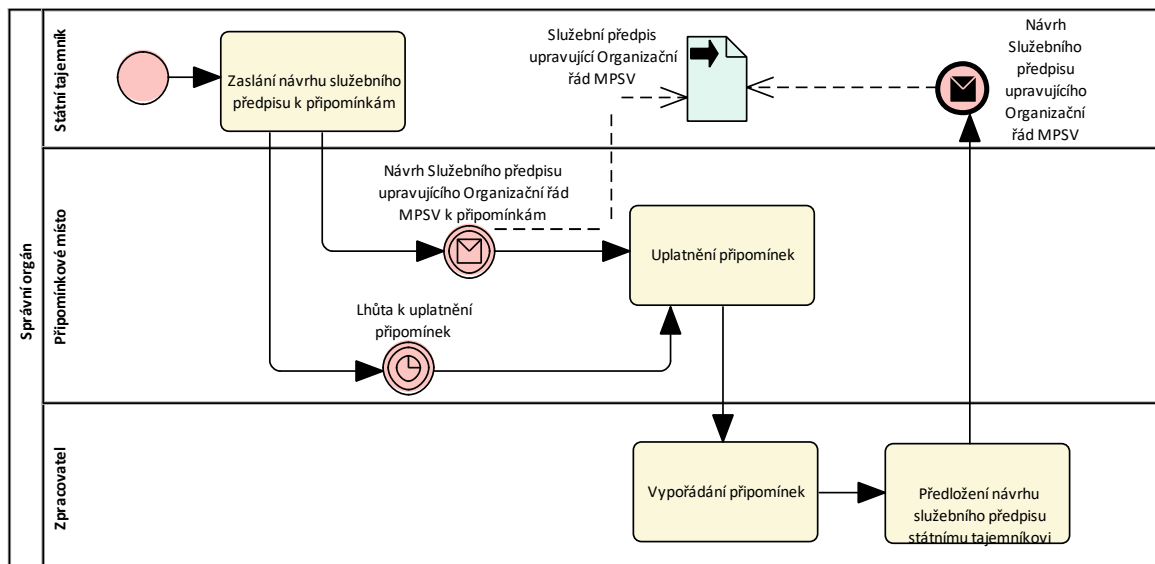 Správní orgán
Státní tajemník
Zaslání návrhu služebního
předpisu k připomínkám
Služební předpis
upravující Organizační
řád MPSV
Návrh
Služebního
předpisu
upravujícího
Organizační
řád MPSV
Připomínkové místo
Návrh Služebního předpisu
upravujícího Organizační řád
MPSV k připomínkám
Uplatnění připomínek
Lhůta k uplatnění
připomínek
Zpracovatel
Vypořádání připomínek
Předložení návrhu
služebního předpisu
státnímu tajemníkovi